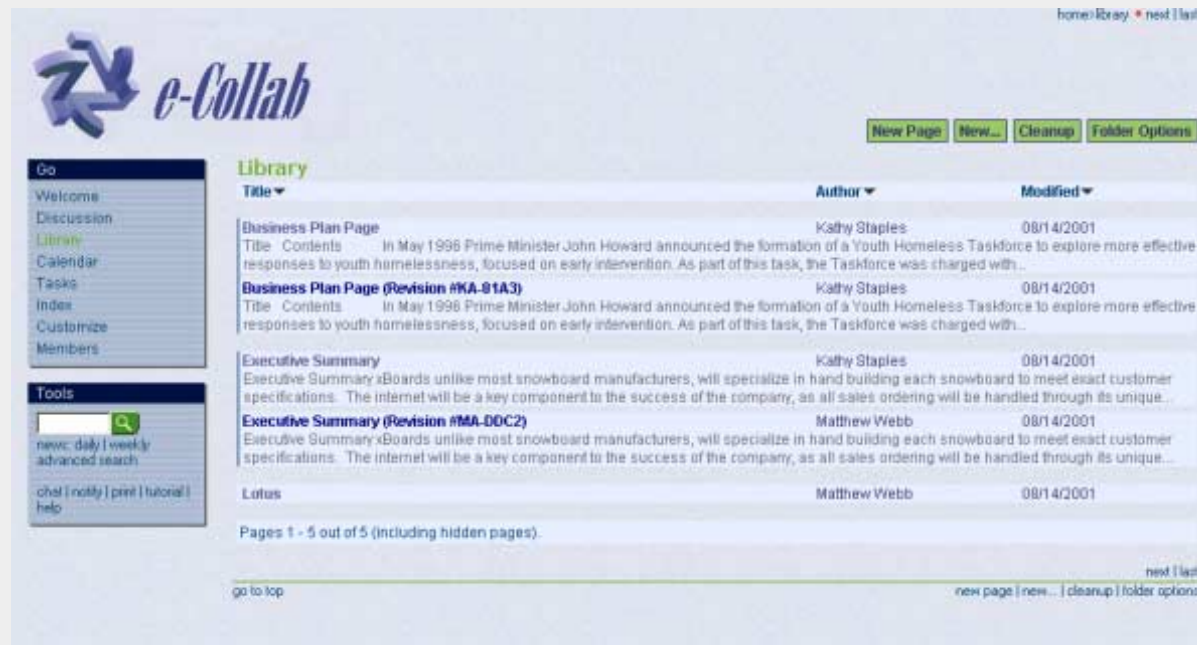 home>library • next | last
e-Collab
New Page New... Cleanup Folder Options
Go
Welcome
Discussion
Library
Calendar
Tasks
Index
Customize
Members
Tools
news: daily | weekly
advanced search
chat | notify | print | tutorial |
help
Library
Title Author Modified
Business Plan Page Kathy Staples 08/14/2001
Title Contents In May 1996 Prime Minister John Howard announced the formation of a Youth Homeless Taskforce to explore more effective
responses to youth homelessness, focused on early intervention. As part of this task, the Taskforce was charged with...
Business Plan Page (Revision #KA-81A3) Kathy Staples 08/14/2001
Title Contents In May 1996 Prime Minister John Howard announced the formation of a Youth Homeless Taskforce to explore more effective
responses to youth homelessness, focused on early intervention. As part of this task, the Taskforce was charged with...
Executive Summary Kathy Staples 08/14/2001
Executive Summary xBoards unlike most snowboard manufacturers, will specialize in hand building each snowboard to meet exact customer
specifications. The internet will be a key component to the success of the company, as all sales ordering will be handled through its unique...
Executive Summary (Revision #MA-DDC2) Matthew Webb 08/14/2001
Executive Summary xBoards unlike most snowboard manufacturers, will specialize in hand building each snowboard to meet exact customer
specifications. The internet will be a key component to the success of the company, as all sales ordering will be handled through its unique...
Lotus Matthew Webb 08/14/2001
Pages 1 - 5 out of 5 (including hidden pages).
next | last
go to top new page | new... | cleanup | folder options